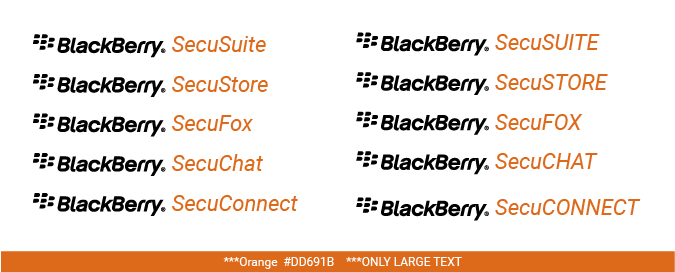 BlackBerry® SecuSuite
BlackBerry® SecuStore
BlackBerry® SecuFox
BlackBerry® SecuChat
BlackBerry® SecuConnect
BlackBerry® SecuSUITE
BlackBerry® SecuSTORE
BlackBerry® SecuFOX
BlackBerry® SecuCHAT
BlackBerry® SecuCONNECT
***Orange #DD691B ***ONLY LARGE TEXT